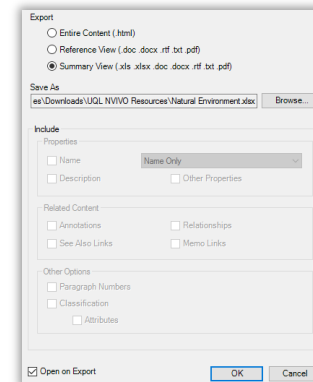 Export
Entire Content (.html)
Reference View (.doc .docx .rtf .txt .pdf)
Summary View (.xls .xlsx .doc .docx .rtf .txt .pdf)
Save As
es\Downloads\UQL NVIVO Resources\Natural Environment.xlsx Browse...
Include
Properties
Name Name Only
Description Other Properties
Related Content
Annotations Relationships
See Also Links Memo Links
Other Options
Paragraph Numbers
Classification
Attributes
Open on Export OK Cancel